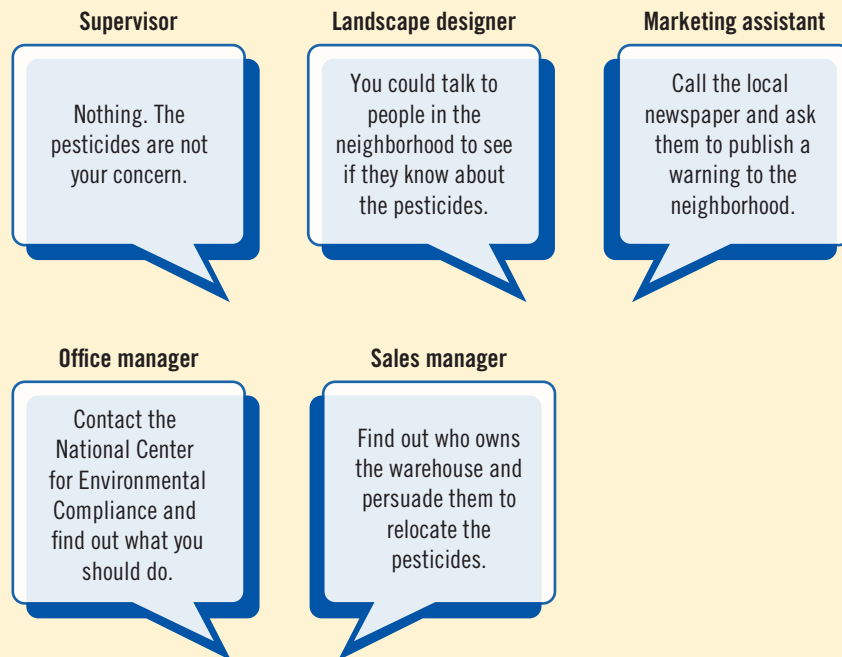 Supervisor
Nothing. The
pesticides are not
your concern.
Landscape designer
You could talk to
people in the
neighborhood to see
if they know about
the pesticides.
Marketing assistant
Call the local
newspaper and ask
them to publish a
warning to the
neighborhood.
Office manager
Contact the
National Center
for Environmental
Compliance and
find out what you
should do.
Sales manager
Find out who owns
the warehouse and
persuade them to
relocate the
pesticides.